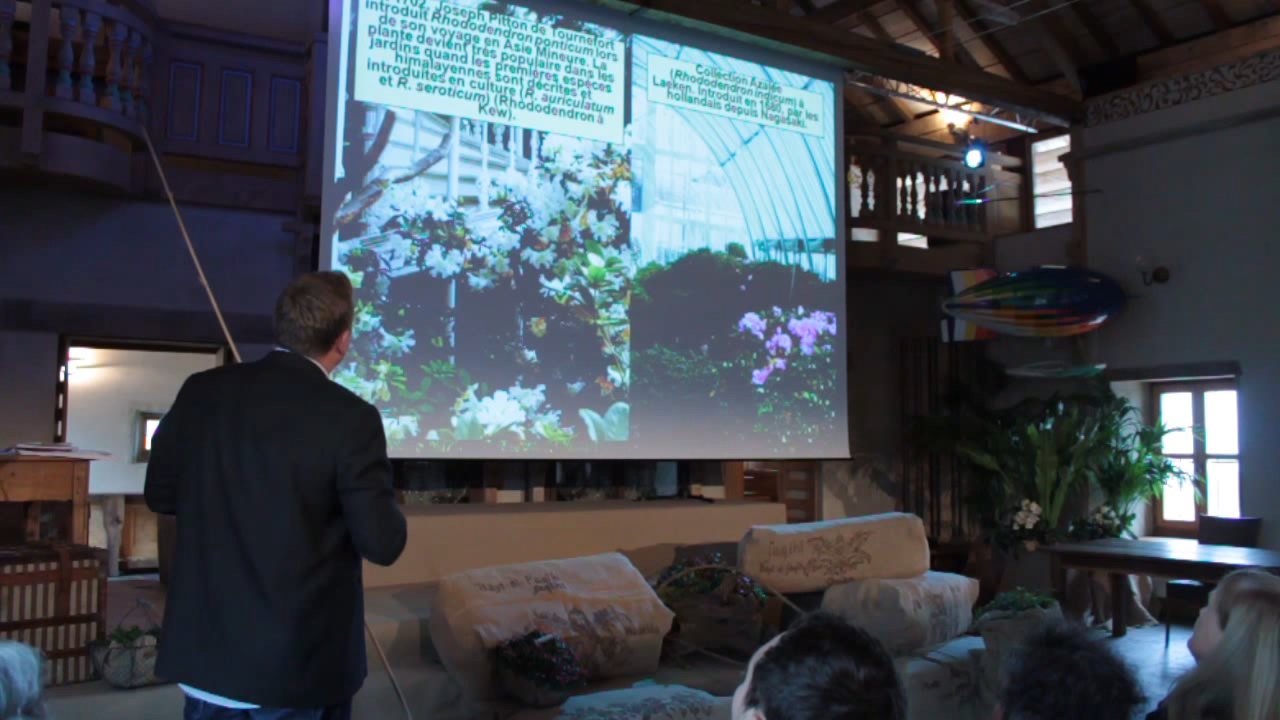 1702, Joseph Pitton de Tournefort
introduit Rhododendron ponticum lors
de son voyage en Asie Mineure. La
plante devient très populaire dans les
jardins quand les premières espèces
himalayennes sont décrites et
introduites en culture (R. auriculatum
et R. seroticum) (Rhododendron à
Kew).
Collection Azalée
(Rhododendron indicum) à
Laeken. Introduit en 1680, par les
hollandais depuis Nagasaki.